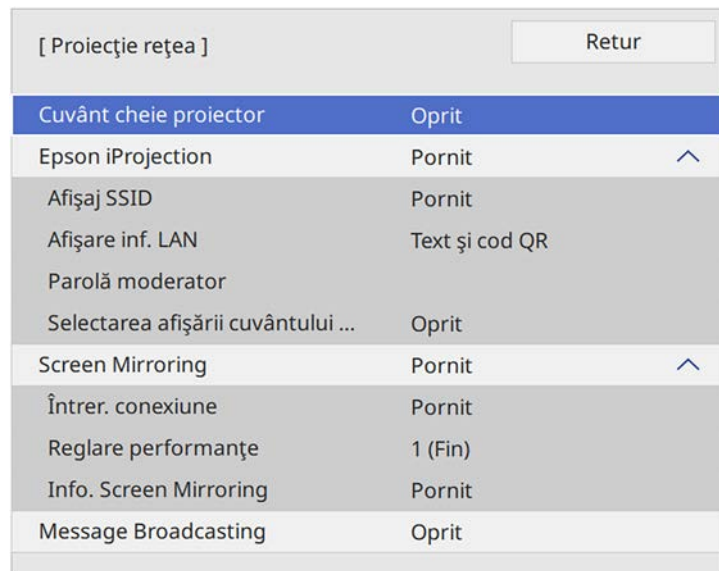 [ Proiecţie reţea ] Retur
Cuvânt cheie proiector Oprit
Epson iProjection Pornit
Afişaj SSID Pornit
Afişare inf. LAN Text şi cod QR
Parolă moderator
Selectarea afişării cuvântului ... Oprit
Screen Mirroring Pornit
Întrer. conexiune Pornit
Reglare performanţe 1 (Fin)
Info. Screen Mirroring Pornit
Message Broadcasting Oprit